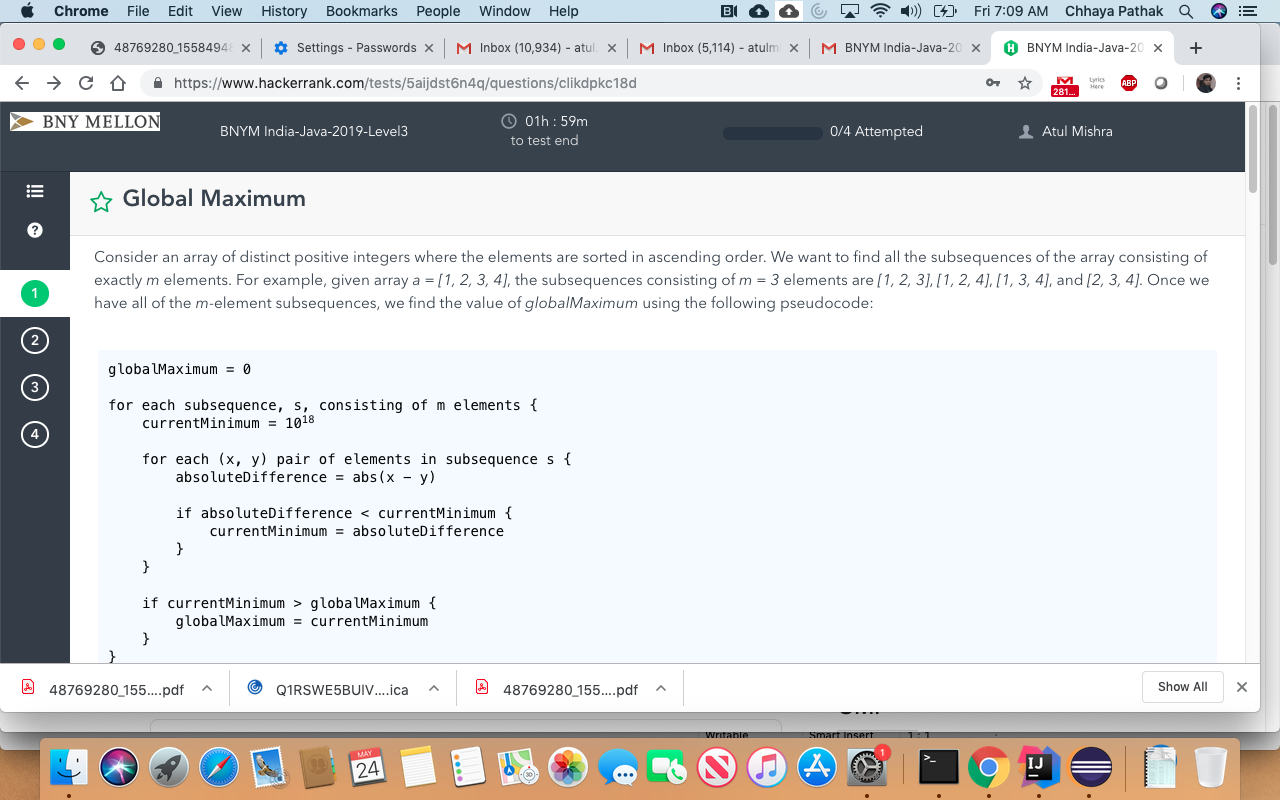 Chrome File Edit View History Bookmarks People Window Help Fri 7:09 AM Chhaya Pathak
48769280_1558494 Settings - Passwords Inbox (10,934) - atul. Inbox (5,114) - atulm BNYM India-Java-20 BNYM India-Java-20
https://www.hackerrank.com/tests/5aijdst6n4q/questions/clikdpkc18d
281...
Lyrics
Here
ABP
BNY MELLON
BNYM India-Java-2019-Level3
01h : 59m
to test end
0/4 Attempted
Atul Mishra
?
1
2
3
4
Global Maximum
Consider an array of distinct positive integers where the elements are sorted in ascending order. We want to find all the subsequences of the array consisting of
exactly m elements. For example, given array a = [1, 2, 3, 4], the subsequences consisting of m = 3 elements are [1, 2, 3], [1, 2, 4], [1, 3, 4], and [2, 3, 4]. Once we
have all of the m-element subsequences, we find the value of globalMaximum using the following pseudocode:
globalMaximum = 0
for each subsequence, s, consisting of m elements {
currentMinimum = 10¹⁸
for each (x, y) pair of elements in subsequence s {
absoluteDifference = abs(x - y)
if absoluteDifference < currentMinimum {
currentMinimum = absoluteDifference
}
}
if currentMinimum > globalMaximum {
globalMaximum = currentMinimum
}
}
48769280_155....pdf Q1RSWE5BUIV....ica 48769280_155....pdf Show All
Writable Smart Insert 1 : 1
MAY
24
1
IJ